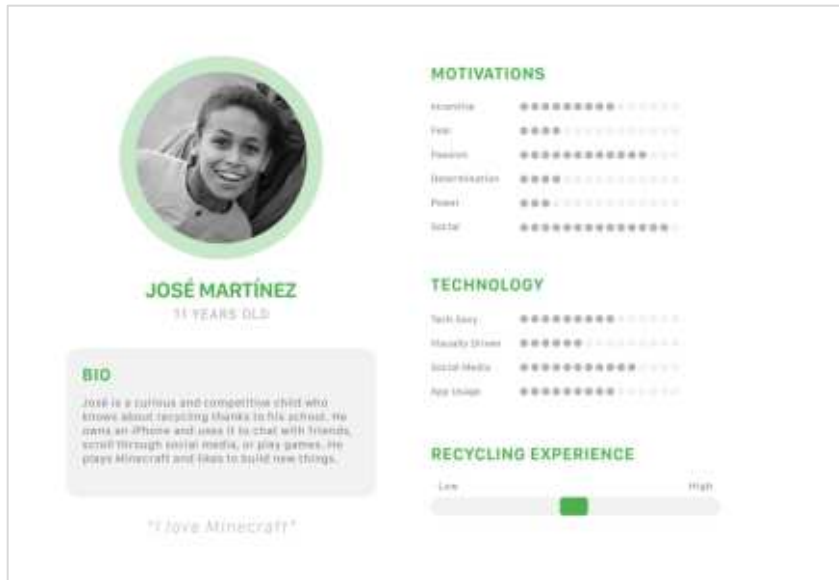 JOSÉ MARTÍNEZ
11 YEARS OLD
BIO
José is a curious and competitive child who
knows about recycling thanks to his school. He
owns an iPhone and uses it to chat with friends,
scroll through social media, or play games. He
plays Minecraft and likes to build new things.
"I love Minecraft"
MOTIVATIONS
Incentive
Fear
Passion
Determination
Power
Social
TECHNOLOGY
Tech Savy
Visually Driven
Social Media
App Usage
RECYCLING EXPERIENCE
Low High